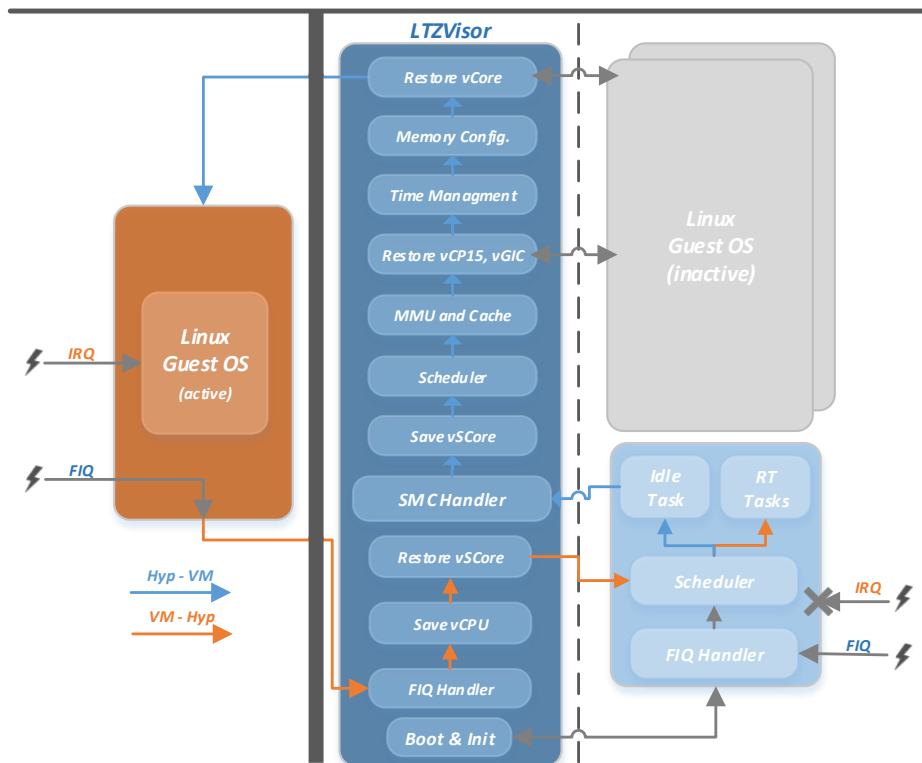 LTZVisor
Restore vCore
Memory Config.
Time Managment
Restore vCP15, vGIC
MMU and Cache
Scheduler
Save vSCore
SMC Handler
Restore vSCore
Save vCPU
FIQ Handler
Boot & Init
Linux
Guest OS
(active)
IRQ
FIQ
Hyp - VM
VM - Hyp
Linux
Guest OS
(inactive)
Idle
Task
RT
Tasks
Scheduler
FIQ Handler
IRQ
FIQ